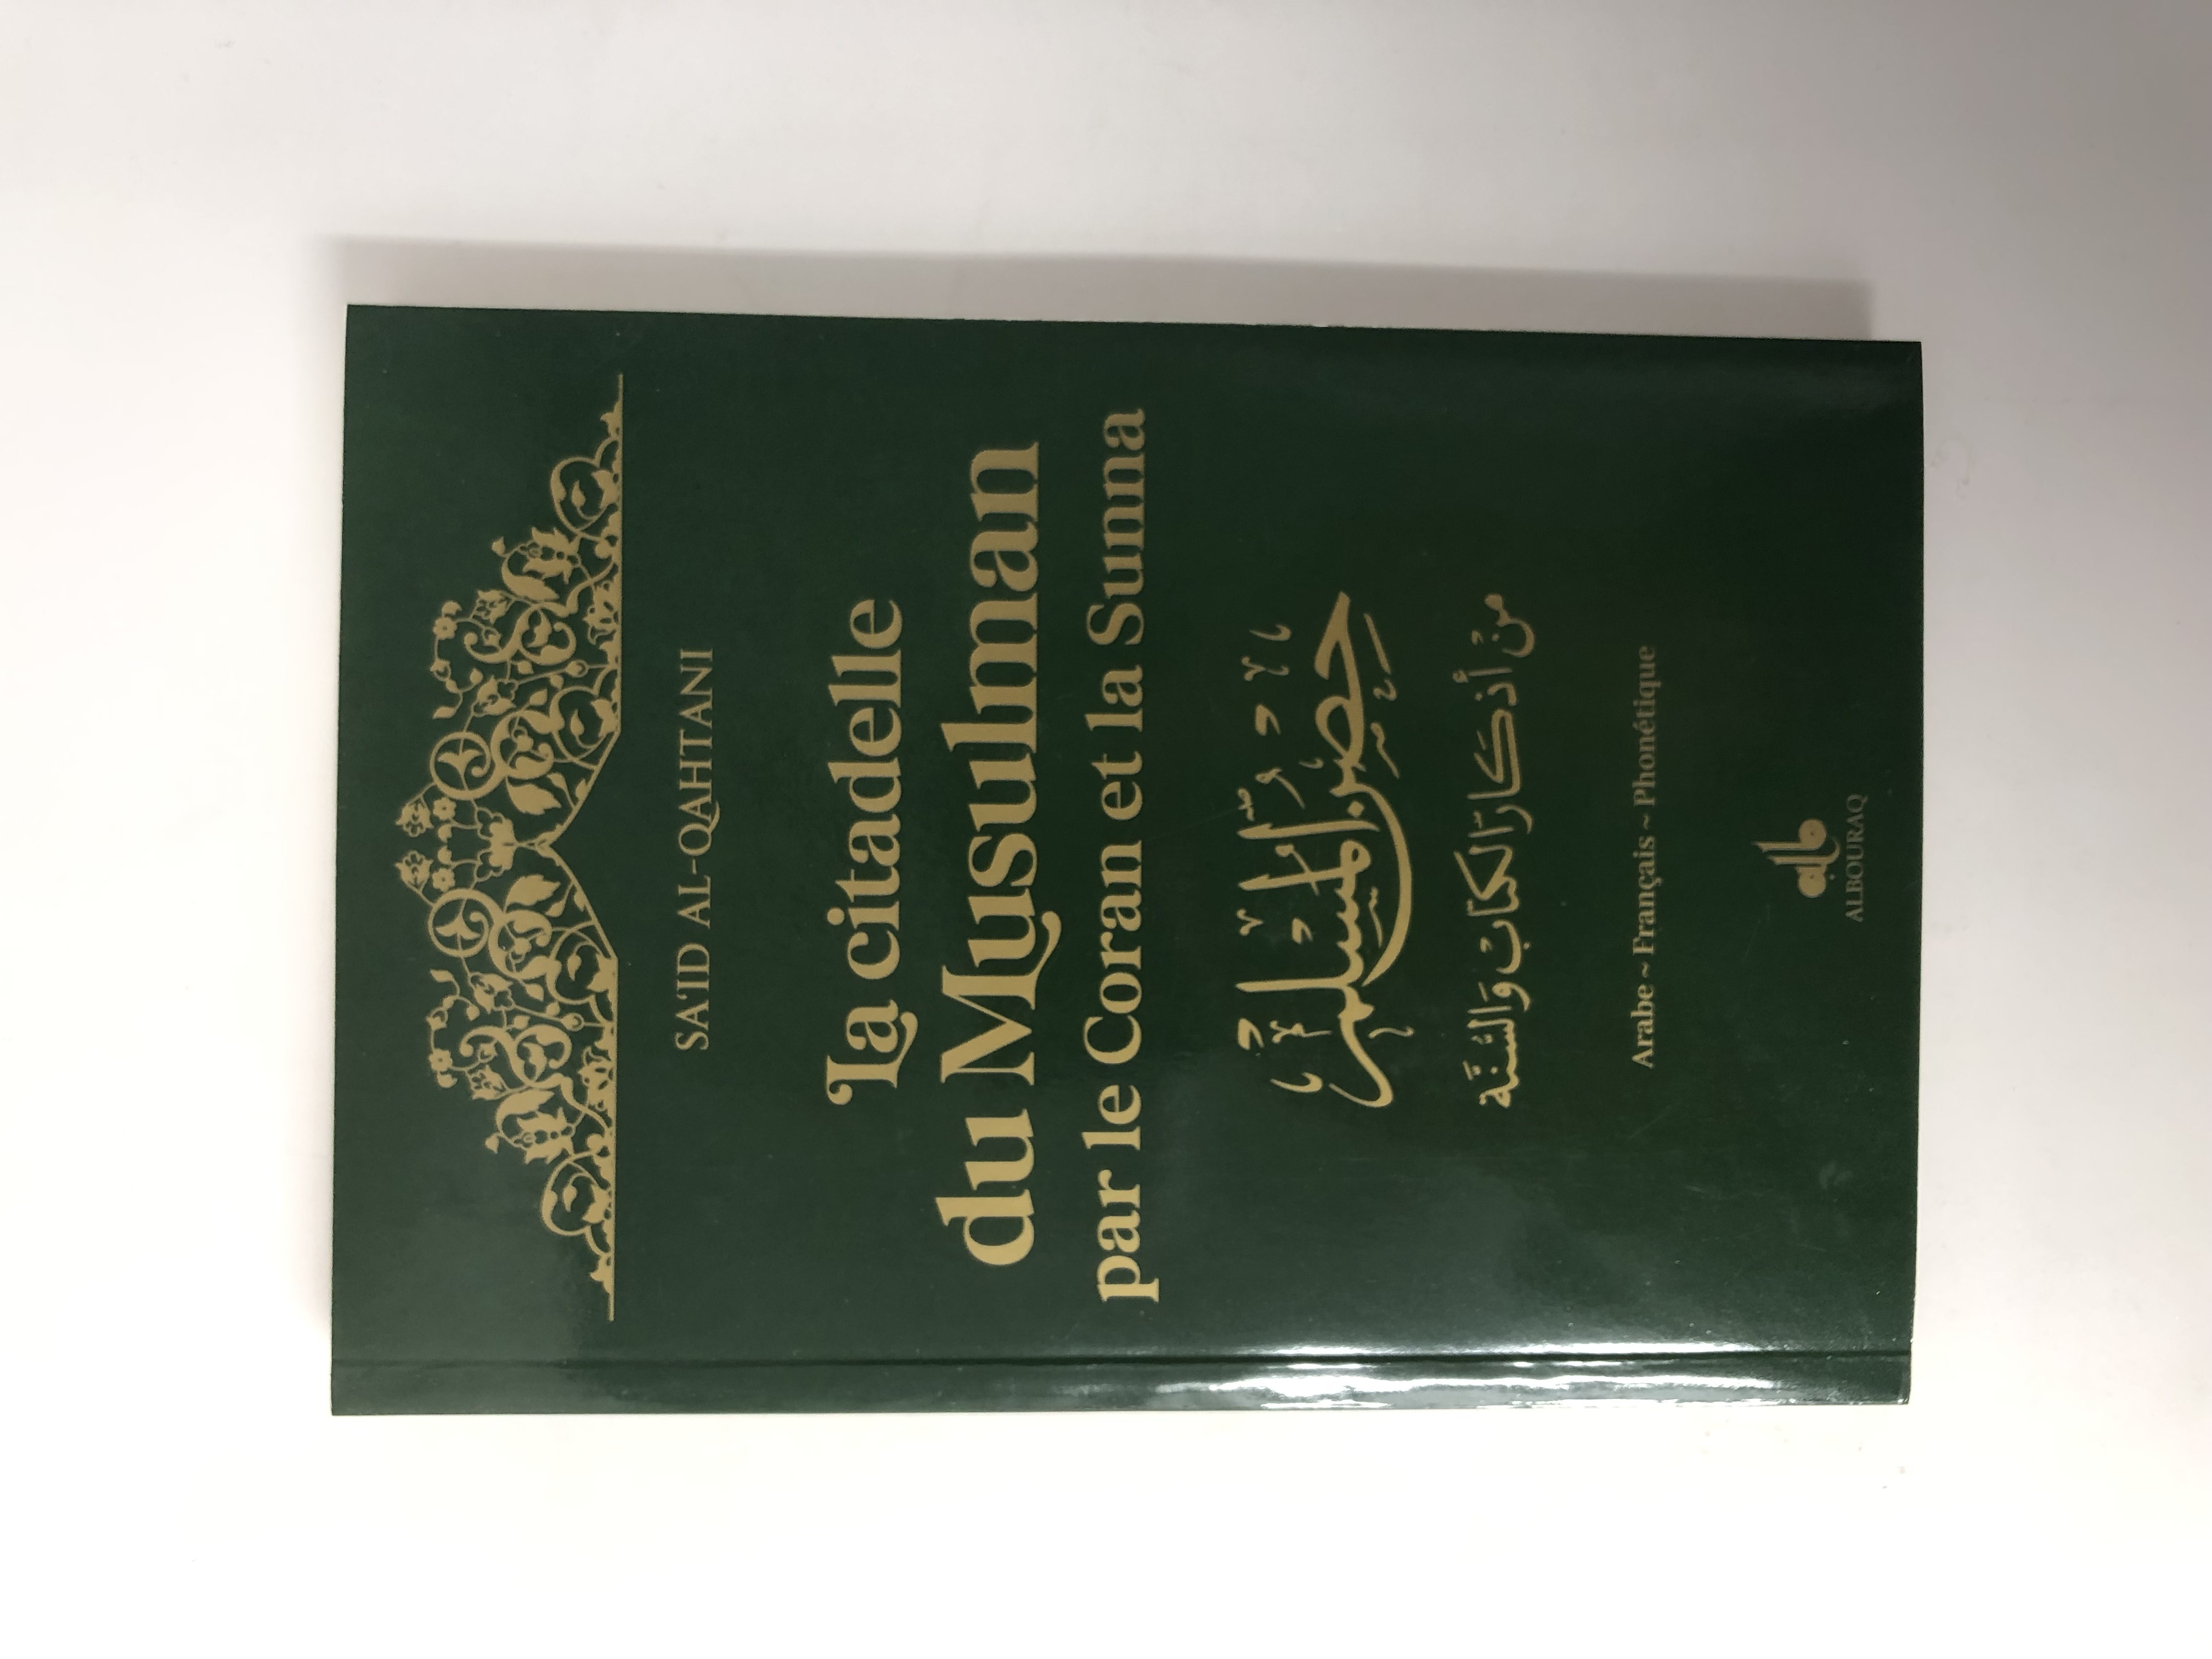 SA'ID AL-QAHTANI
La citadelle
du Musulman
par le Coran et la Sunna
حصن المسلم
من أذكار الكتاب والسنة
Arabe ~ Français ~ Phonétique
ALBOURAQ